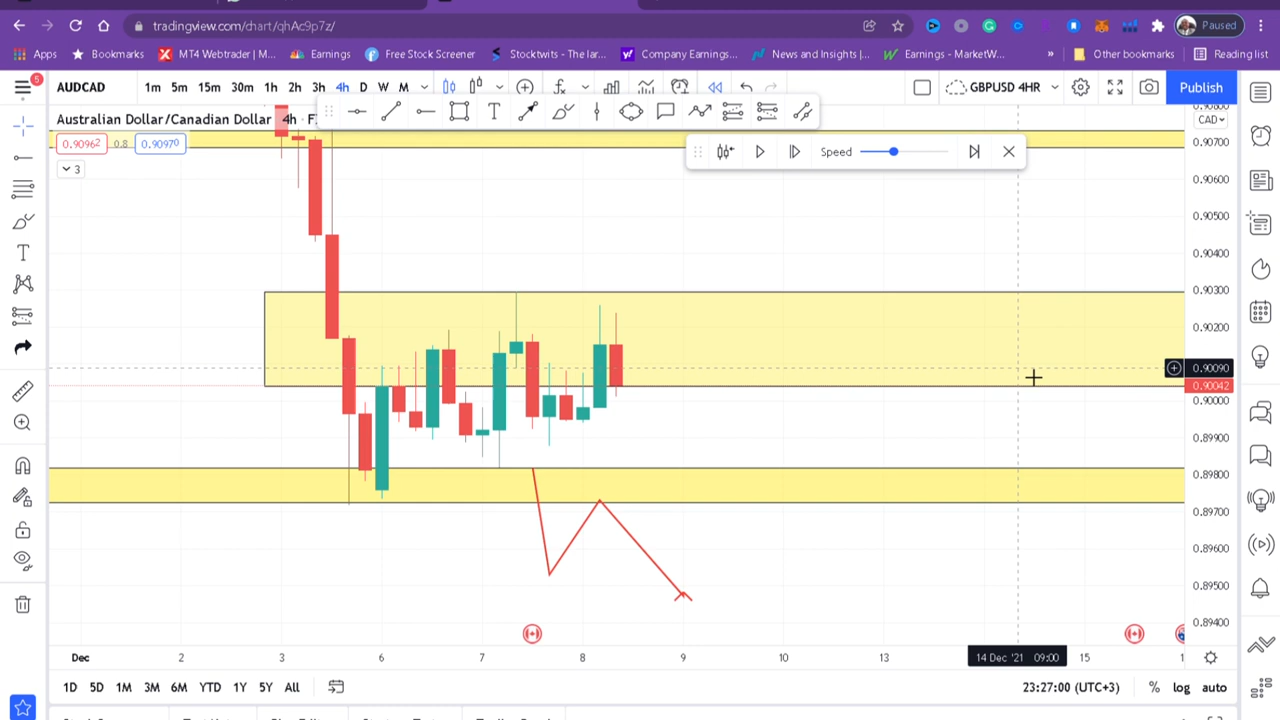 tradingview.com/chart/qhAc9p7z/
Paused
Apps
Bookmarks
MT4 Webtrader | M...
Earnings
Free Stock Screener
Stocktwits - The lar...
Company Earnings...
News and Insights |...
Earnings - MarketW...
»
Other bookmarks
Reading list
5
AUDCAD
1m 5m 15m 30m 1h 2h 3h 4h D W M
GBPUSD 4HR
Publish
Australian Dollar/Canadian Dollar 4h · F
CAD
0.90962 0.8 0.90970
Speed
3
0.90700
0.90600
0.90500
0.90400
0.90300
0.90200
0.90090
0.90042
0.90000
0.89900
0.89800
0.89700
0.89600
0.89500
0.89400
Dec 2 3 6 7 8 9 10 13 14 Dec '21 09:00 15
1D 5D 1M 3M 6M YTD 1Y 5Y All
23:27:00 (UTC+3)
% log auto